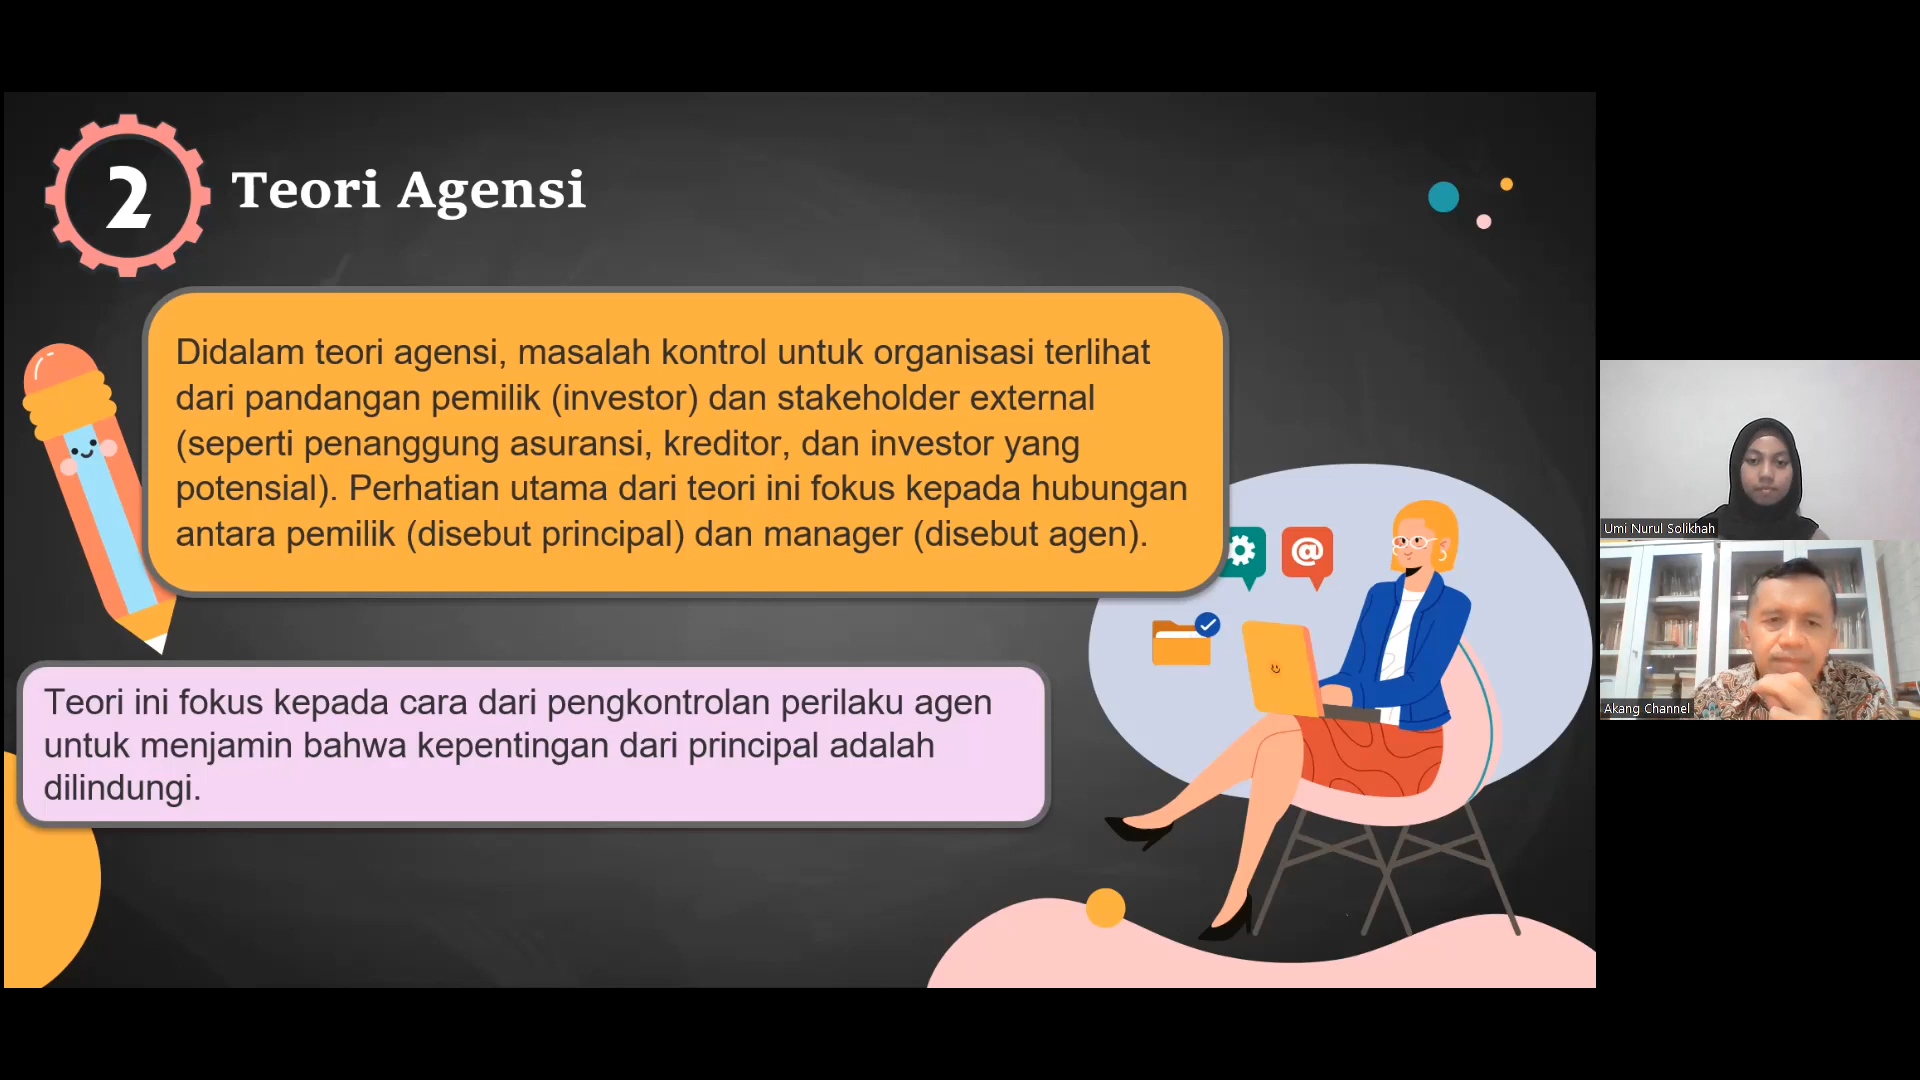 2
Teori Agensi
Didalam teori agensi, masalah kontrol untuk organisasi terlihat
dari pandangan pemilik (investor) dan stakeholder external
(seperti penanggung asuransi, kreditor, dan investor yang
potensial). Perhatian utama dari teori ini fokus kepada hubungan
antara pemilik (disebut principal) dan manager (disebut agen).
@
Teori ini fokus kepada cara dari pengkontrolan perilaku agen
untuk menjamin bahwa kepentingan dari principal adalah
dilindungi.
Umi Nurul Solikhah
Akang Channel